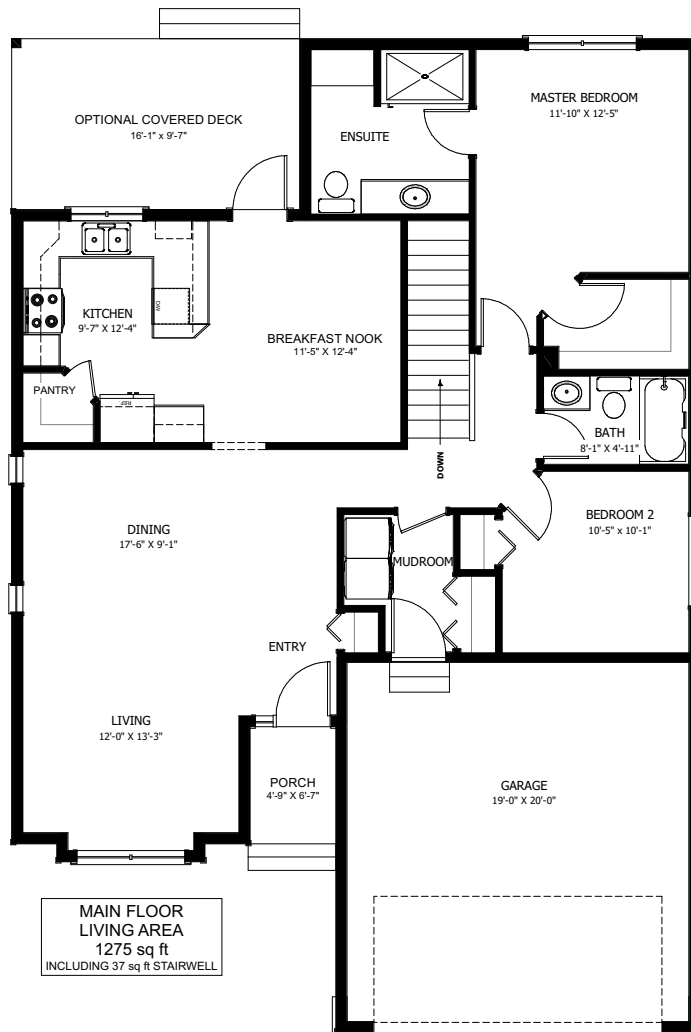 OPTIONAL COVERED DECK
16'-1" x 9'-7"
ENSUITE
MASTER BEDROOM
11'-10" X 12'-5"
KITCHEN
9'-7" X 12'-4"
DW
BREAKFAST NOOK
11'-5" X 12'-4"
PANTRY
REF.
DOWN
BATH
8'-1" X 4'-11"
DINING
17'-6" X 9'-1"
MUDROOM
BEDROOM 2
10'-5" x 10'-1"
ENTRY
LIVING
12'-0" X 13'-3"
PORCH
4'-9" X 6'-7"
GARAGE
19'-0" X 20'-0"
MAIN FLOOR
LIVING AREA
1275 sq ft
INCLUDING 37 sq ft STAIRWELL